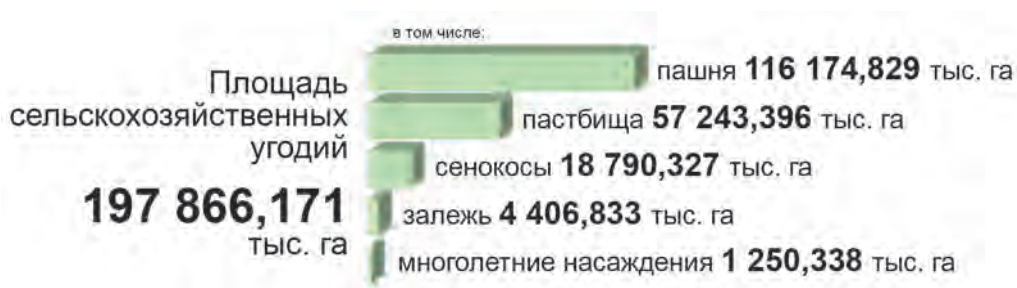 в том числе:
Площадь
сельскохозяйственных
угодий
197 866,171
тыс. га
пашня 116 174,829 тыс. га
пастбища 57 243,396 тыс. га
сенокосы 18 790,327 тыс. га
залежь 4 406,833 тыс. га
многолетние насаждения 1 250,338 тыс. га